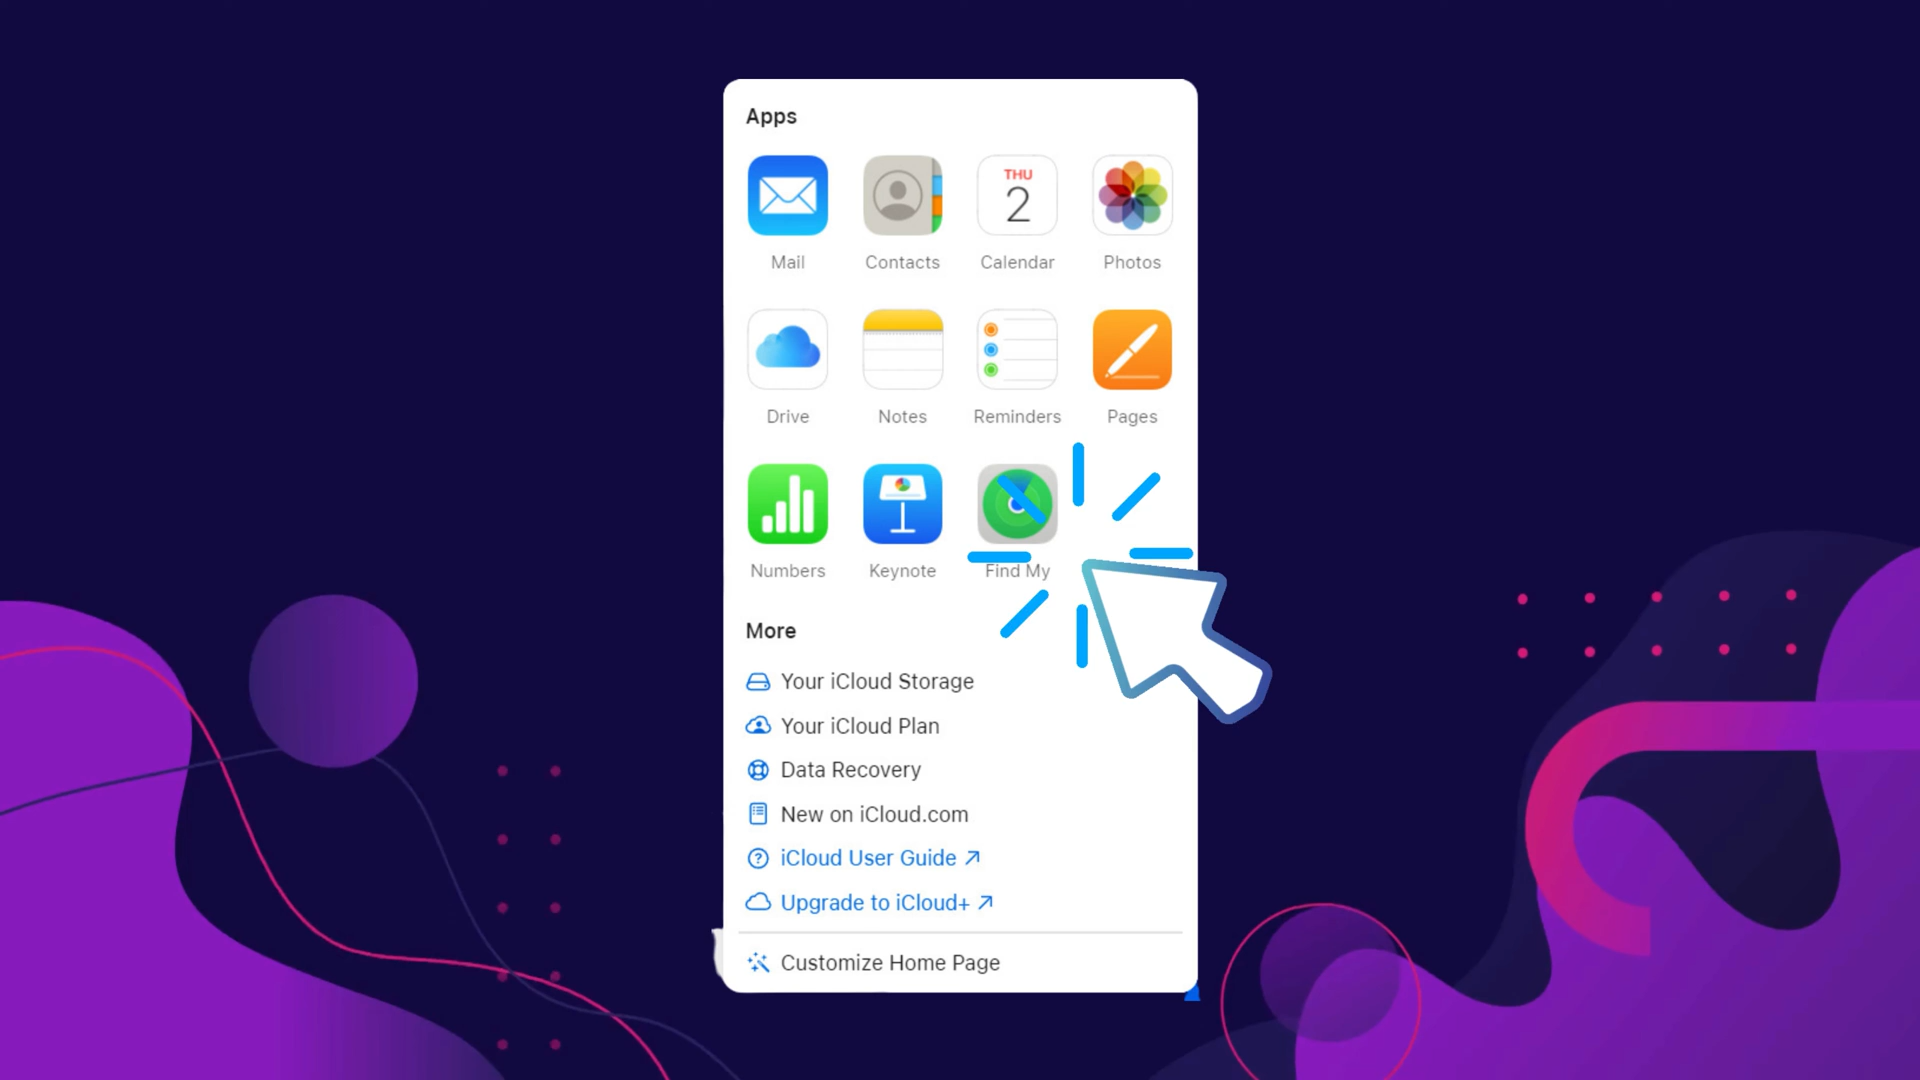 Apps
THU
2
Mail Contacts Calendar Photos
Drive Notes Reminders Pages
Numbers Keynote Find My
More
Your iCloud Storage
Your iCloud Plan
Data Recovery
New on iCloud.com
iCloud User Guide
Upgrade to iCloud+
Customize Home Page